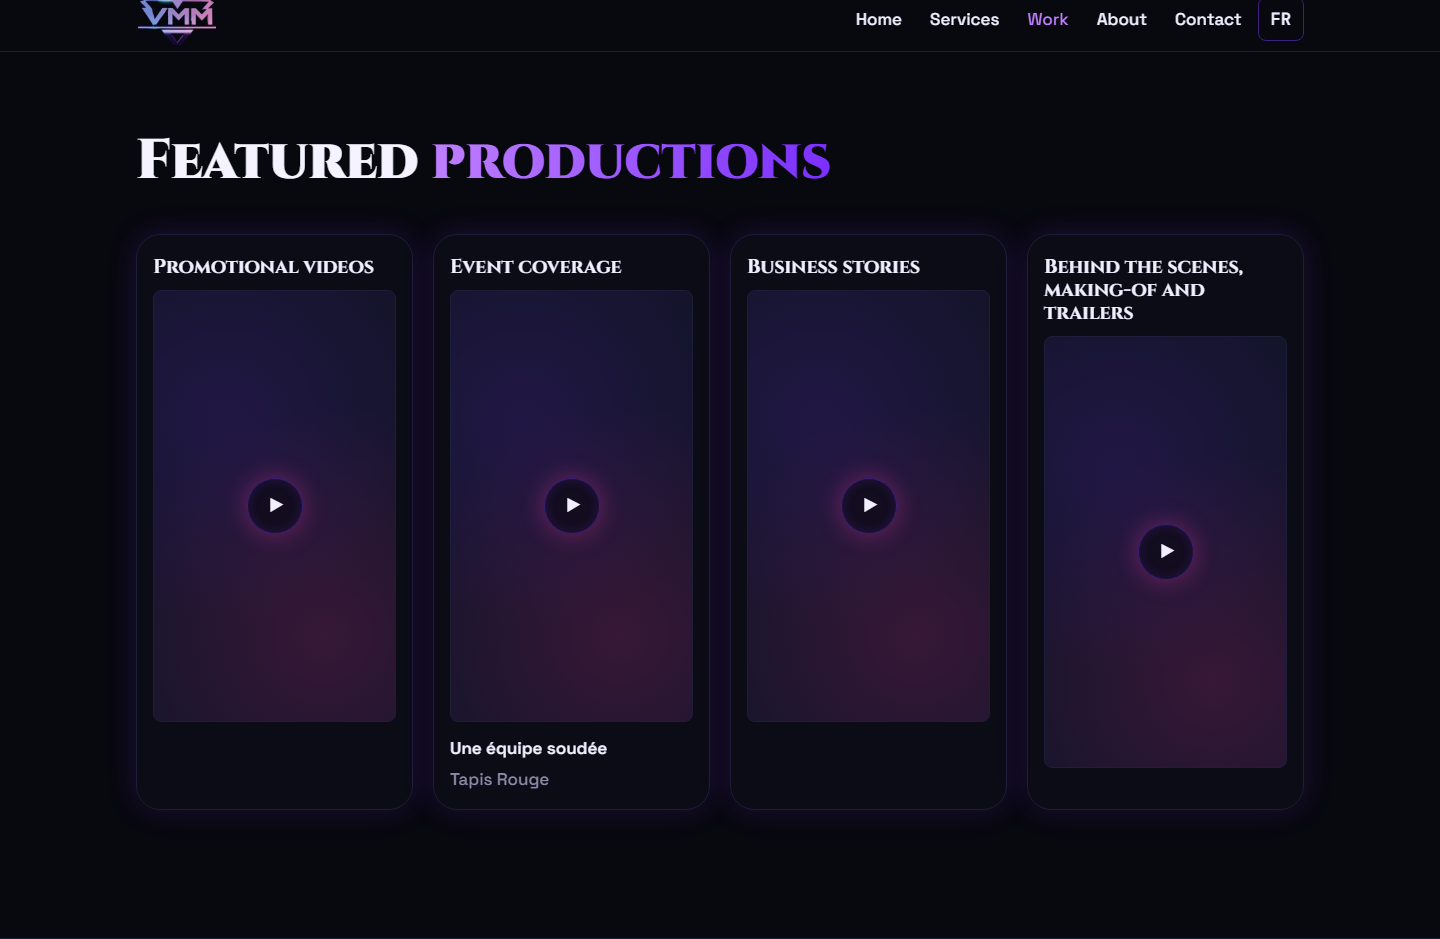 VMM
Home Services Work About Contact FR
Featured productions
Promotional videos
Event coverage
Business stories
Behind the scenes,
making-of and
trailers
Une équipe soudée
Tapis Rouge